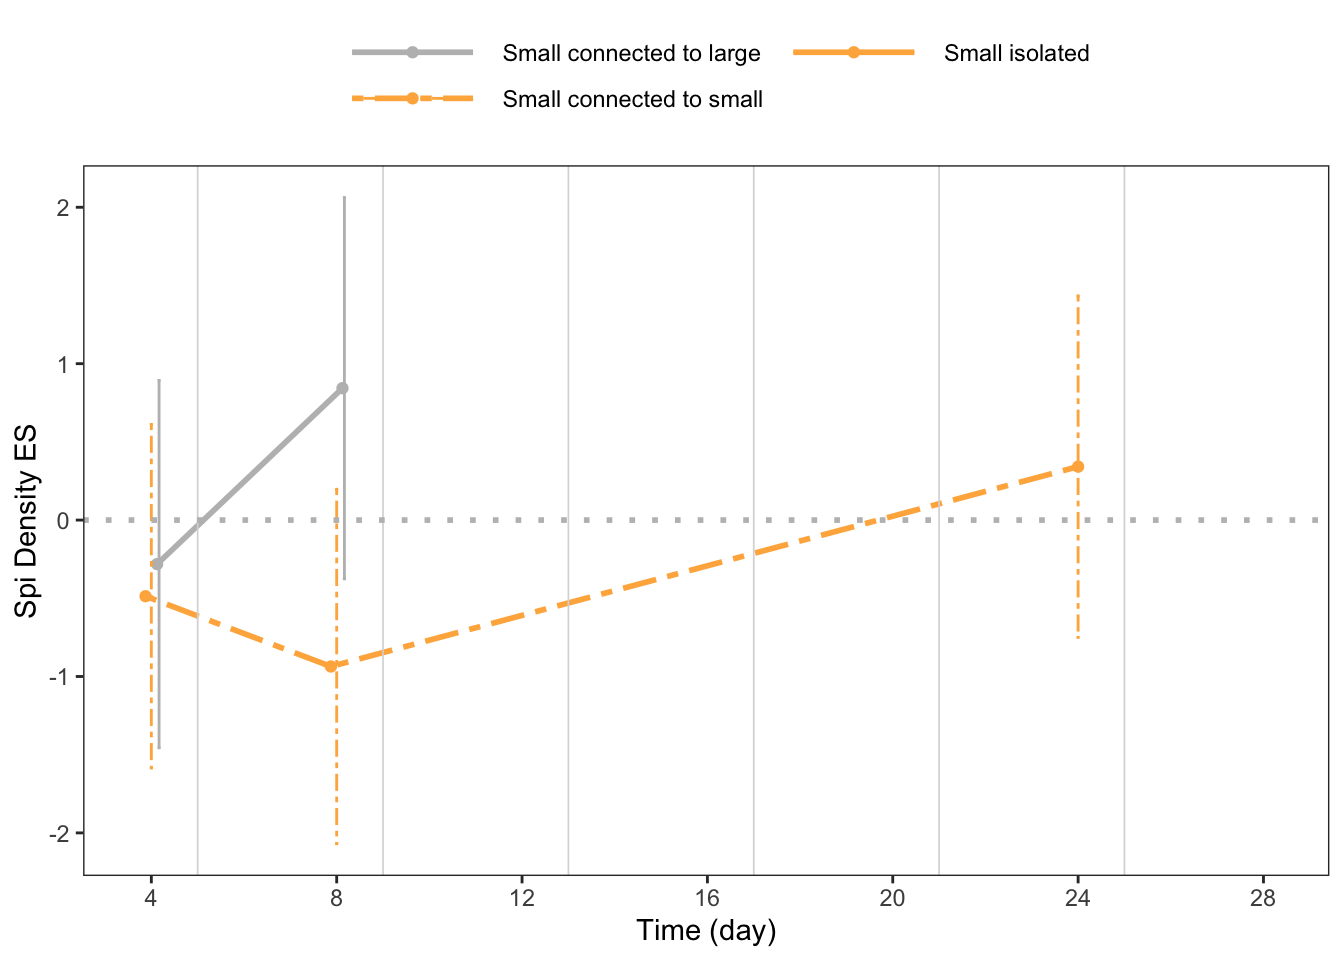 Small connected to large
Small isolated
Small connected to small
Spi Density ES
2
1
0
-1
-2
4 8 12 16 20 24 28
Time (day)